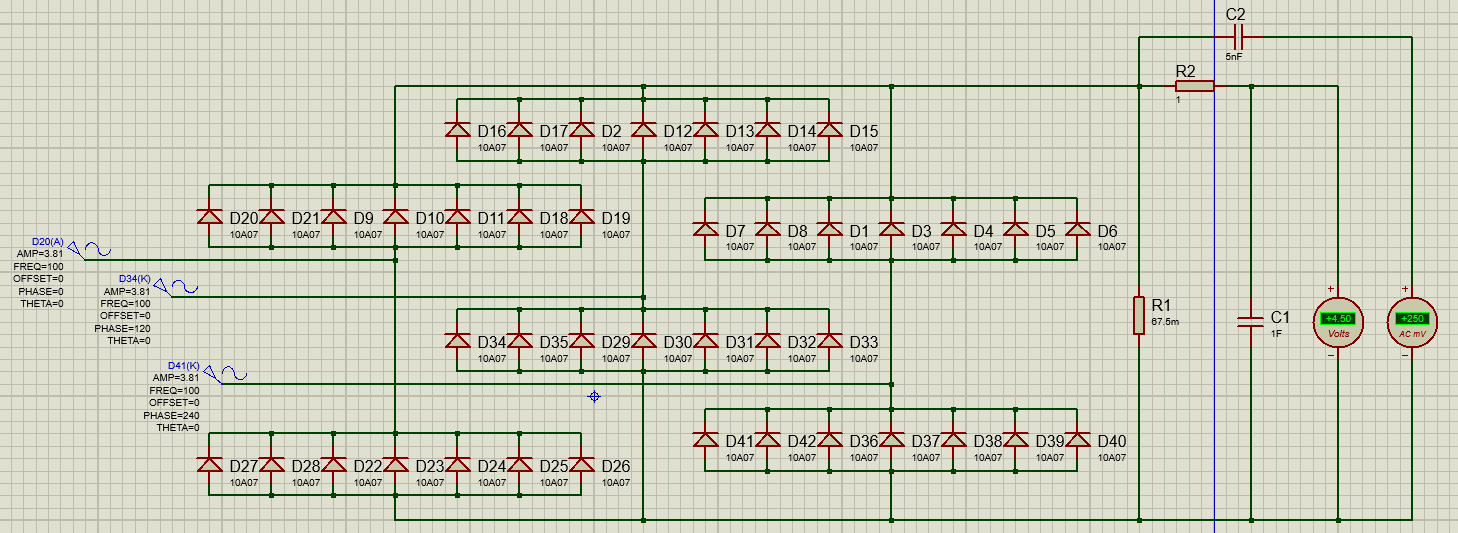 C2
5nF
R2
1
D16 D17 D2 D12 D13 D14 D15
10A07 10A07 10A07 10A07 10A07 10A07 10A07
D20 D21 D9 D10 D11 D18 D19
10A07 10A07 10A07 10A07 10A07 10A07 10A07
D7 D8 D1 D3 D4 D5 D6
10A07 10A07 10A07 10A07 10A07 10A07 10A07
D20(A)
AMP=3.81
FREQ=100
OFFSET=0
PHASE=0
THETA=0
D34(K)
AMP=3.81
FREQ=100
OFFSET=0
PHASE=120
THETA=0
R1
67.5m
C1
1F
+
+4.50
Volts
−
+
+250
AC mV
−
D34 D35 D29 D30 D31 D32 D33
10A07 10A07 10A07 10A07 10A07 10A07 10A07
D41(K)
AMP=3.81
FREQ=100
OFFSET=0
PHASE=240
THETA=0
D41 D42 D36 D37 D38 D39 D40
10A07 10A07 10A07 10A07 10A07 10A07 10A07
D27 D28 D22 D23 D24 D25 D26
10A07 10A07 10A07 10A07 10A07 10A07 10A07